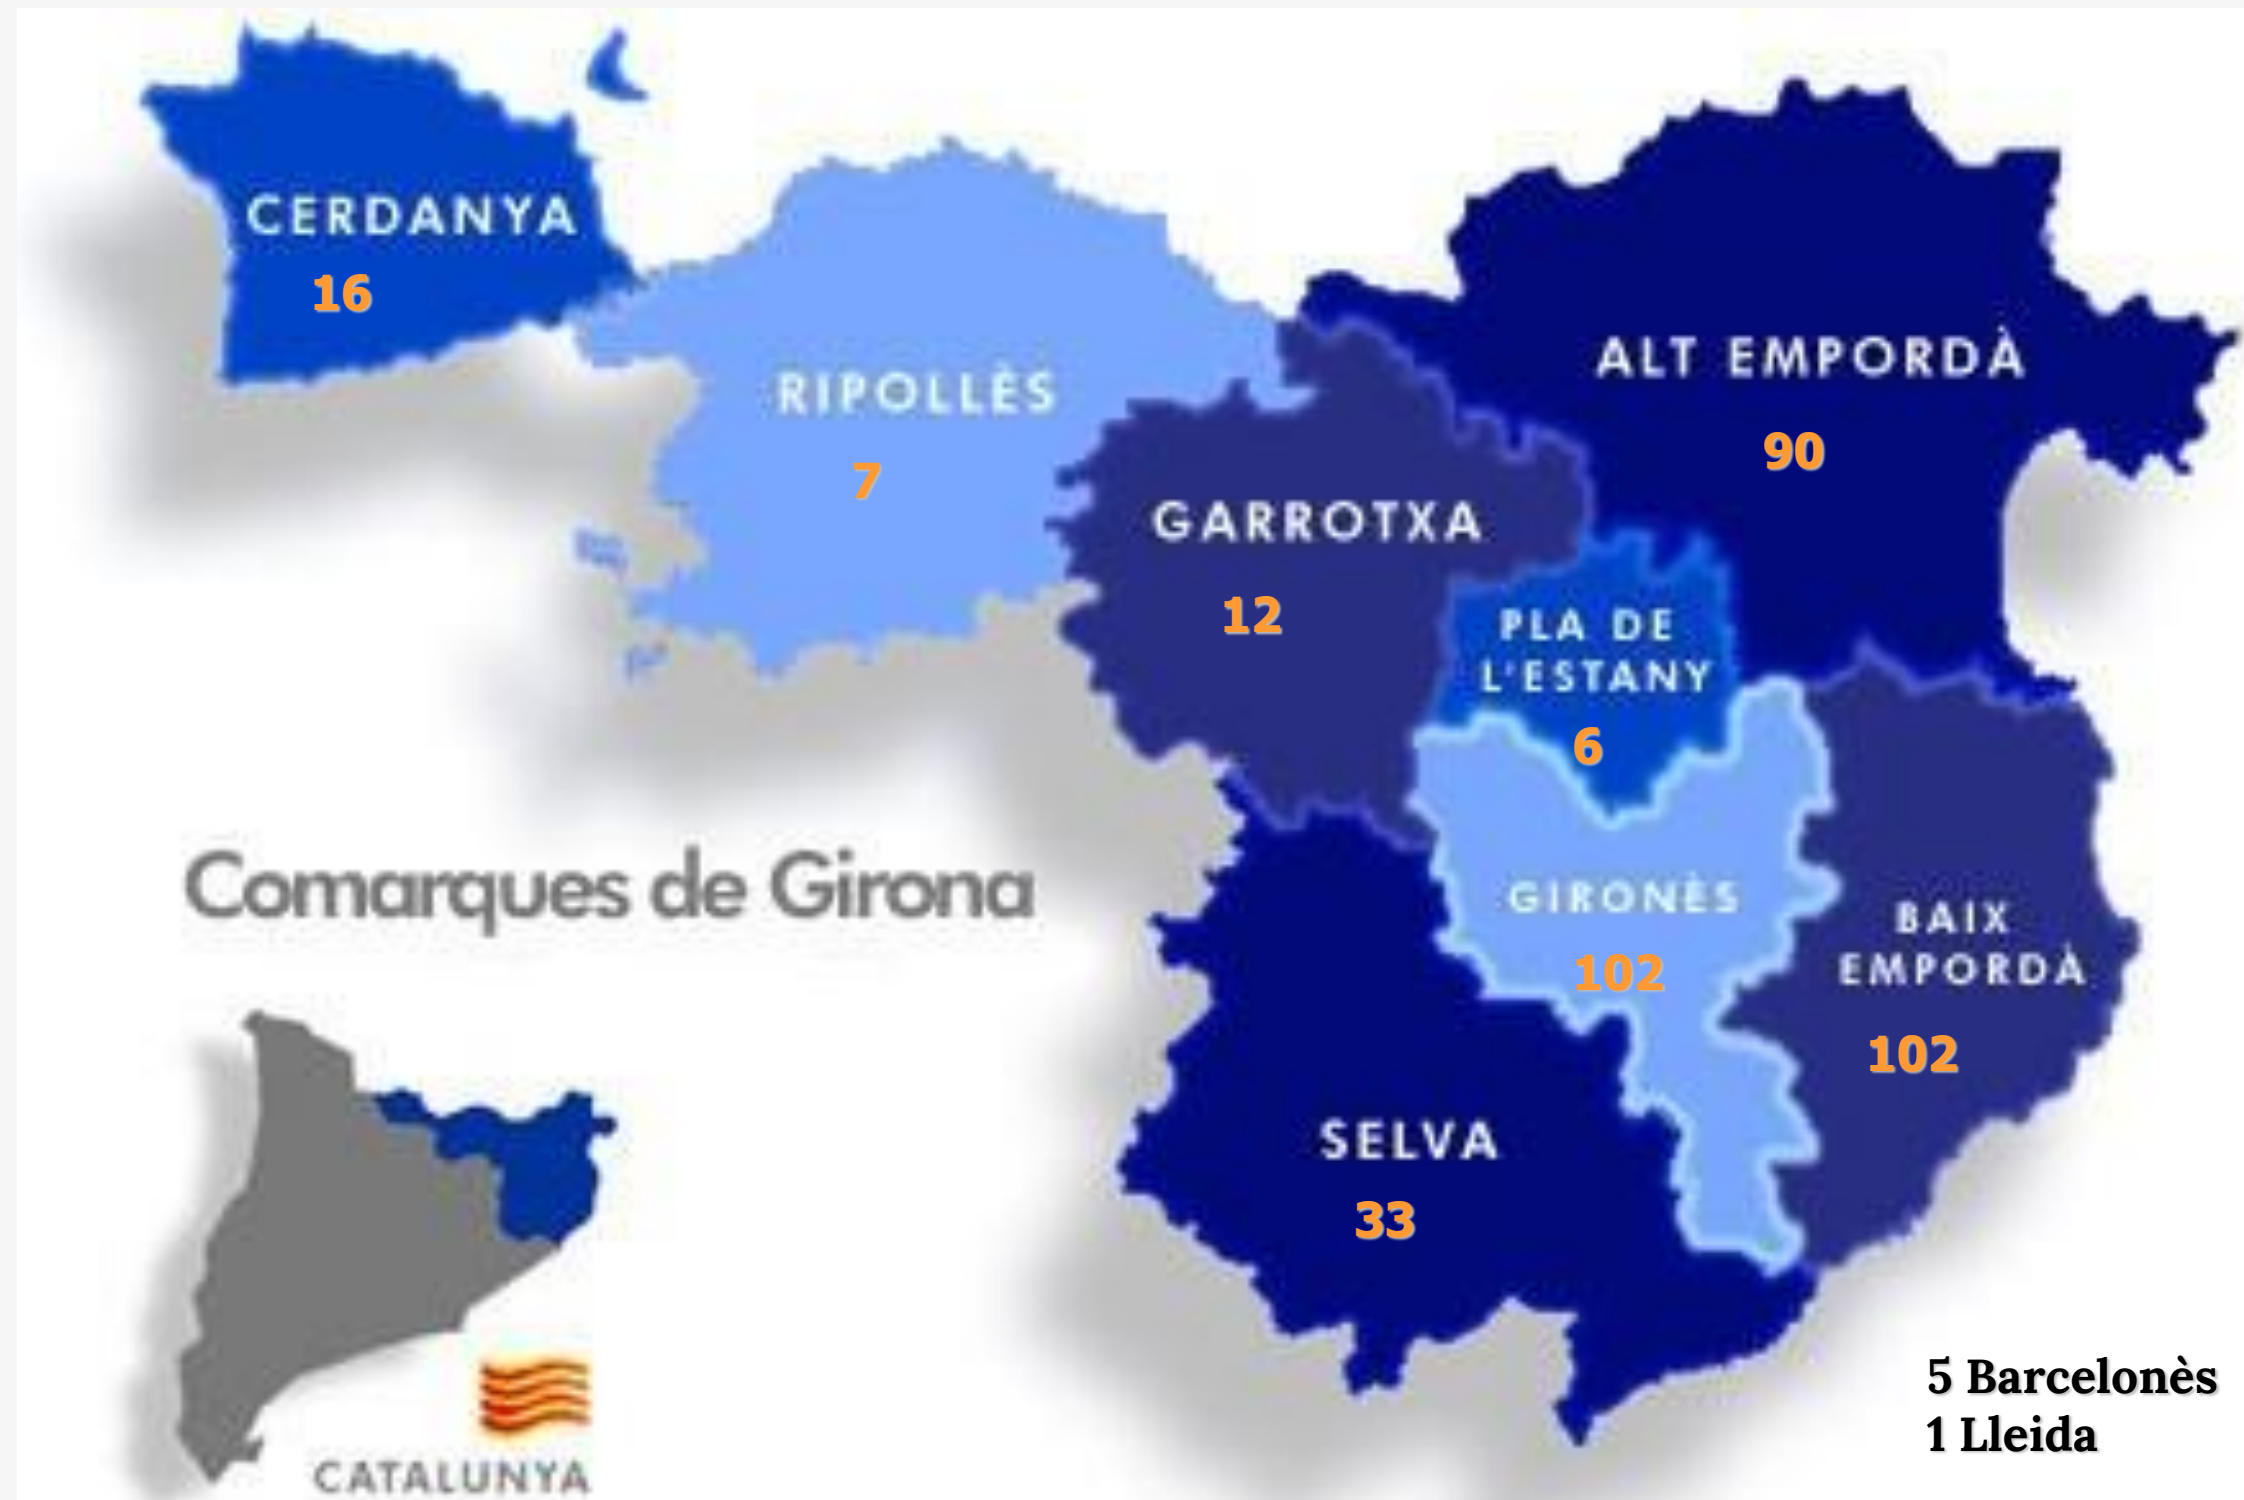 CERDANYA
16
RIPOLLÈS
7
ALT EMPORDÀ
90
GARROTXA
12
PLA DE
L'ESTANY
6
GIRONÈS
102
BAIX
EMPORDÀ
102
SELVA
33
Comarques de Girona
CATALUNYA
5 Barcelonès
1 Lleida